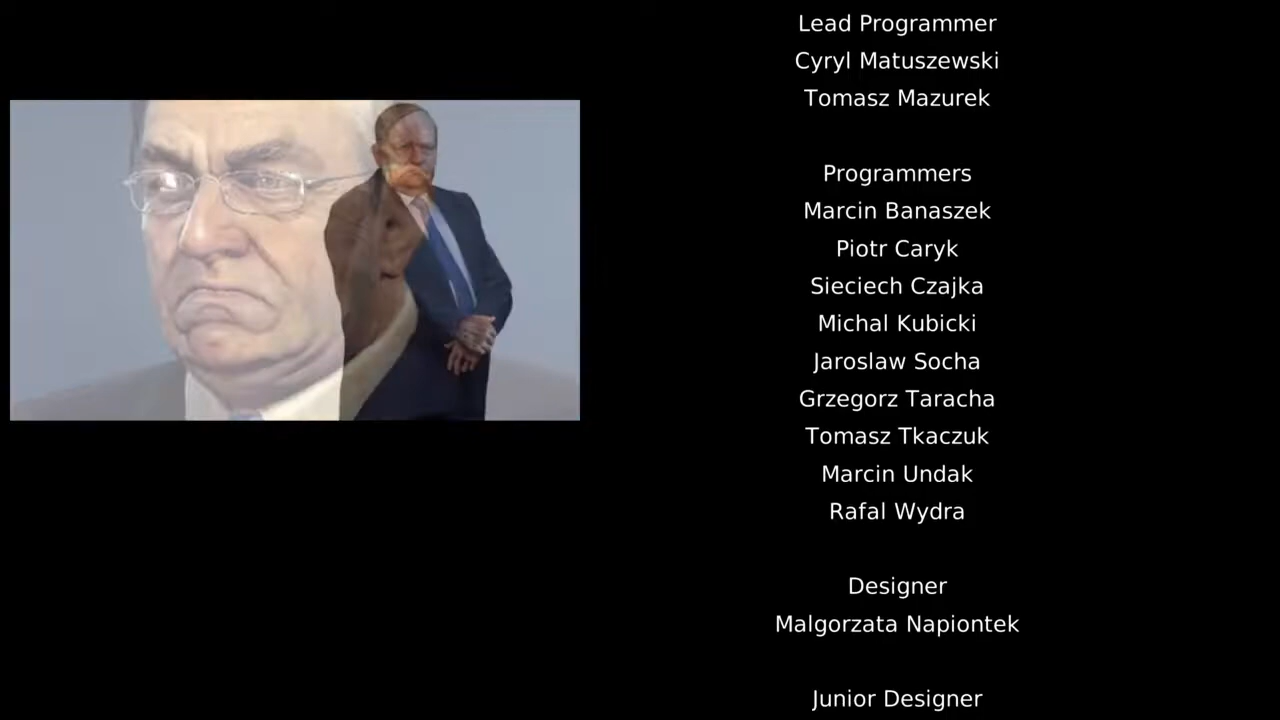 Lead Programmer
Cyryl Matuszewski
Tomasz Mazurek
Programmers
Marcin Banaszek
Piotr Caryk
Sieciech Czajka
Michal Kubicki
Jaroslaw Socha
Grzegorz Taracha
Tomasz Tkaczuk
Marcin Undak
Rafal Wydra
Designer
Malgorzata Napiontek
Junior Designer